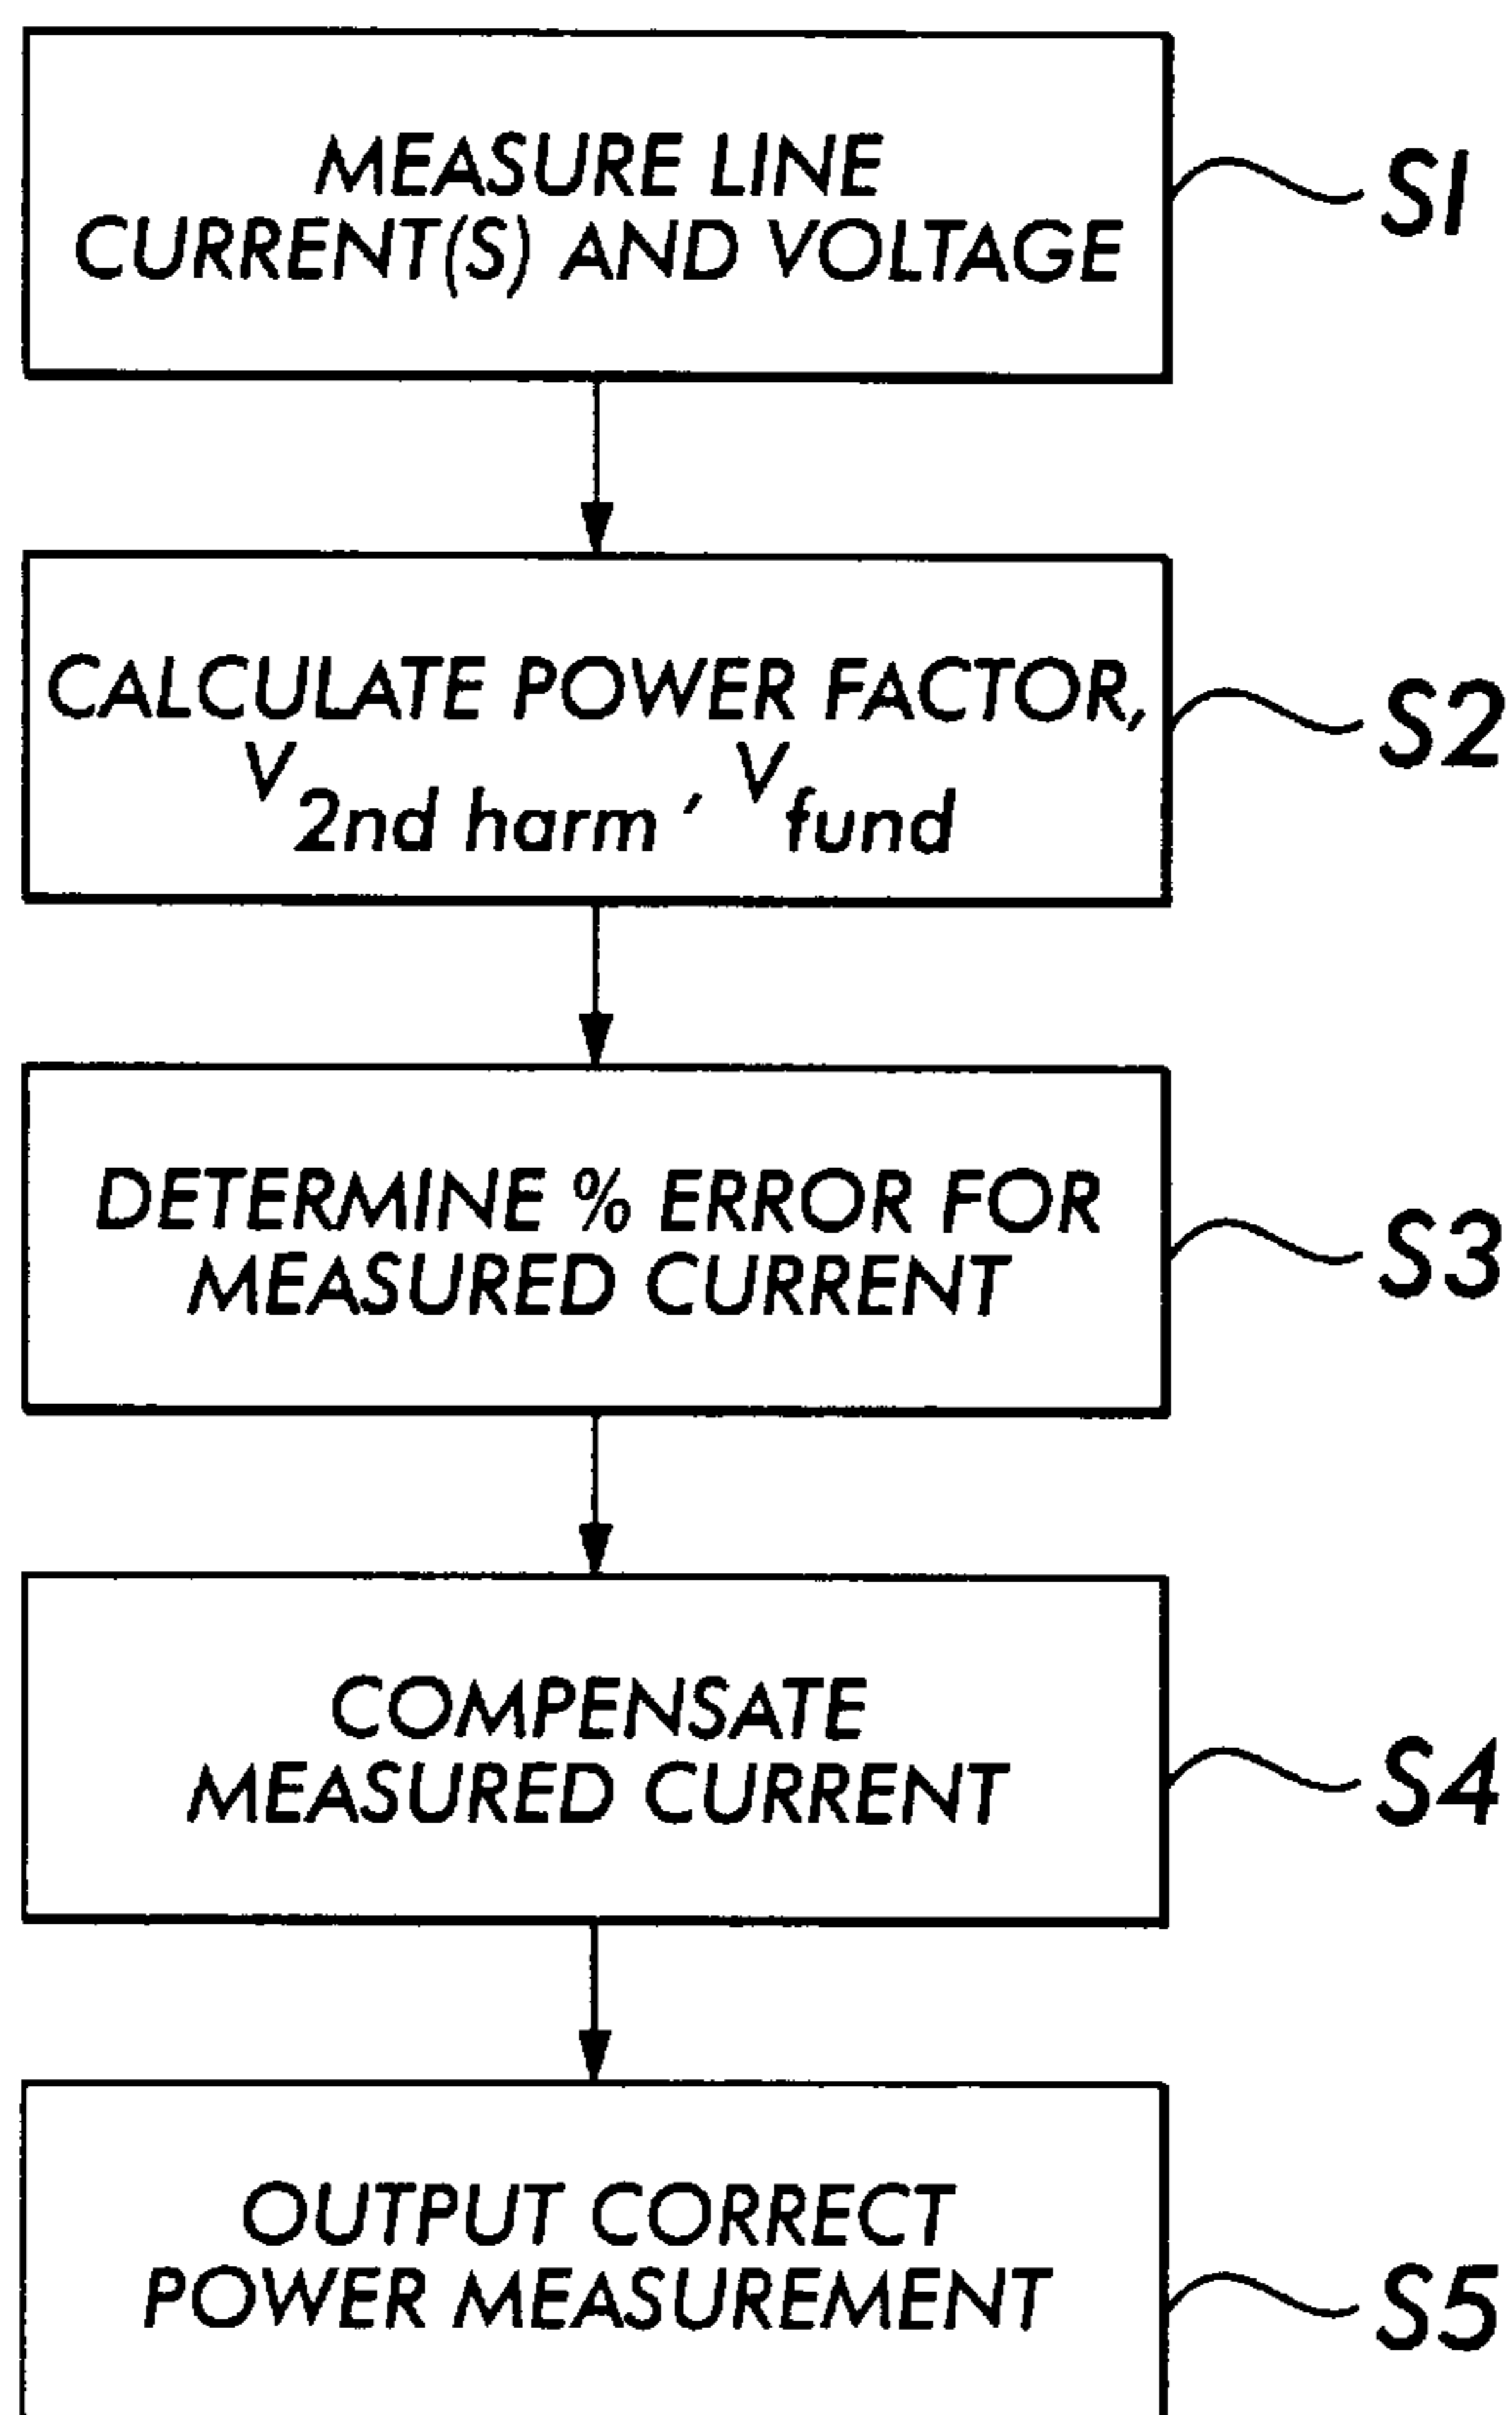 MEASURE LINE
CURRENT(S) AND VOLTAGE
S1
CALCULATE POWER FACTOR,
V2nd harm, Vfund
S2
DETERMINE % ERROR FOR
MEASURED CURRENT
S3
COMPENSATE
MEASURED CURRENT
S4
OUTPUT CORRECT
POWER MEASUREMENT
S5